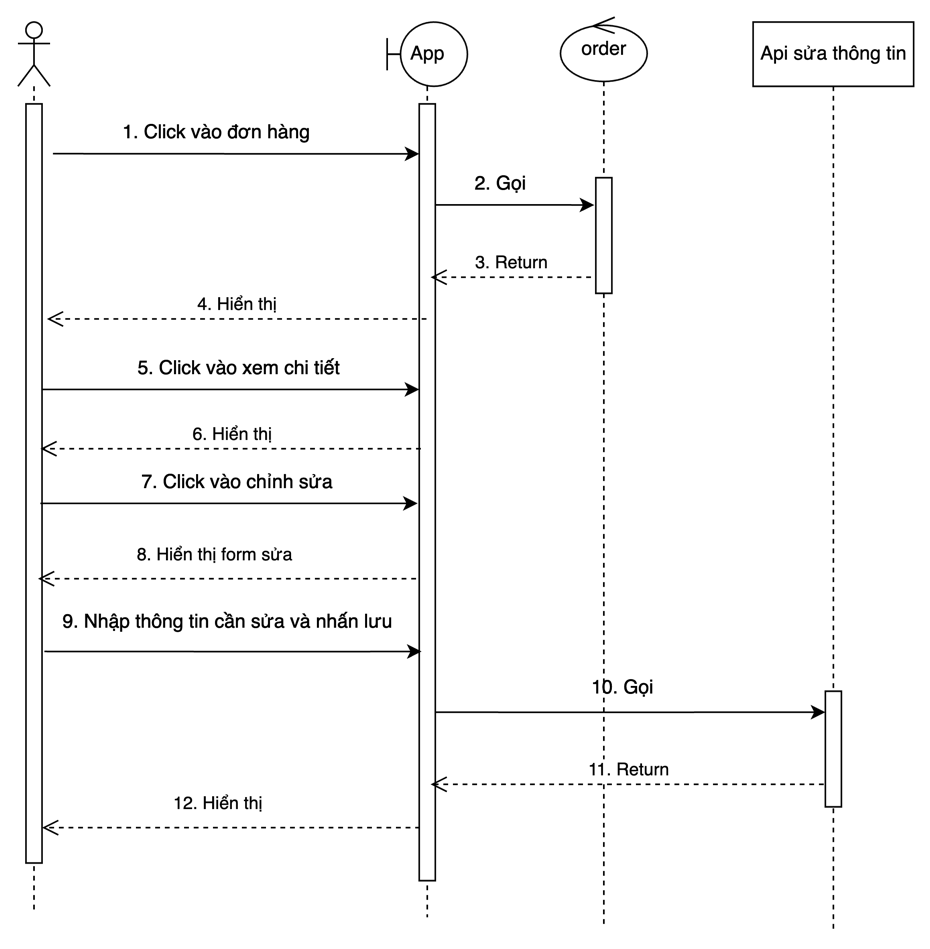 App
order
Api sửa thông tin
1. Click vào đơn hàng
2. Gọi
3. Return
4. Hiển thị
5. Click vào xem chi tiết
6. Hiển thị
7. Click vào chỉnh sửa
8. Hiển thị form sửa
9. Nhập thông tin cần sửa và nhấn lưu
10. Gọi
11. Return
12. Hiển thị